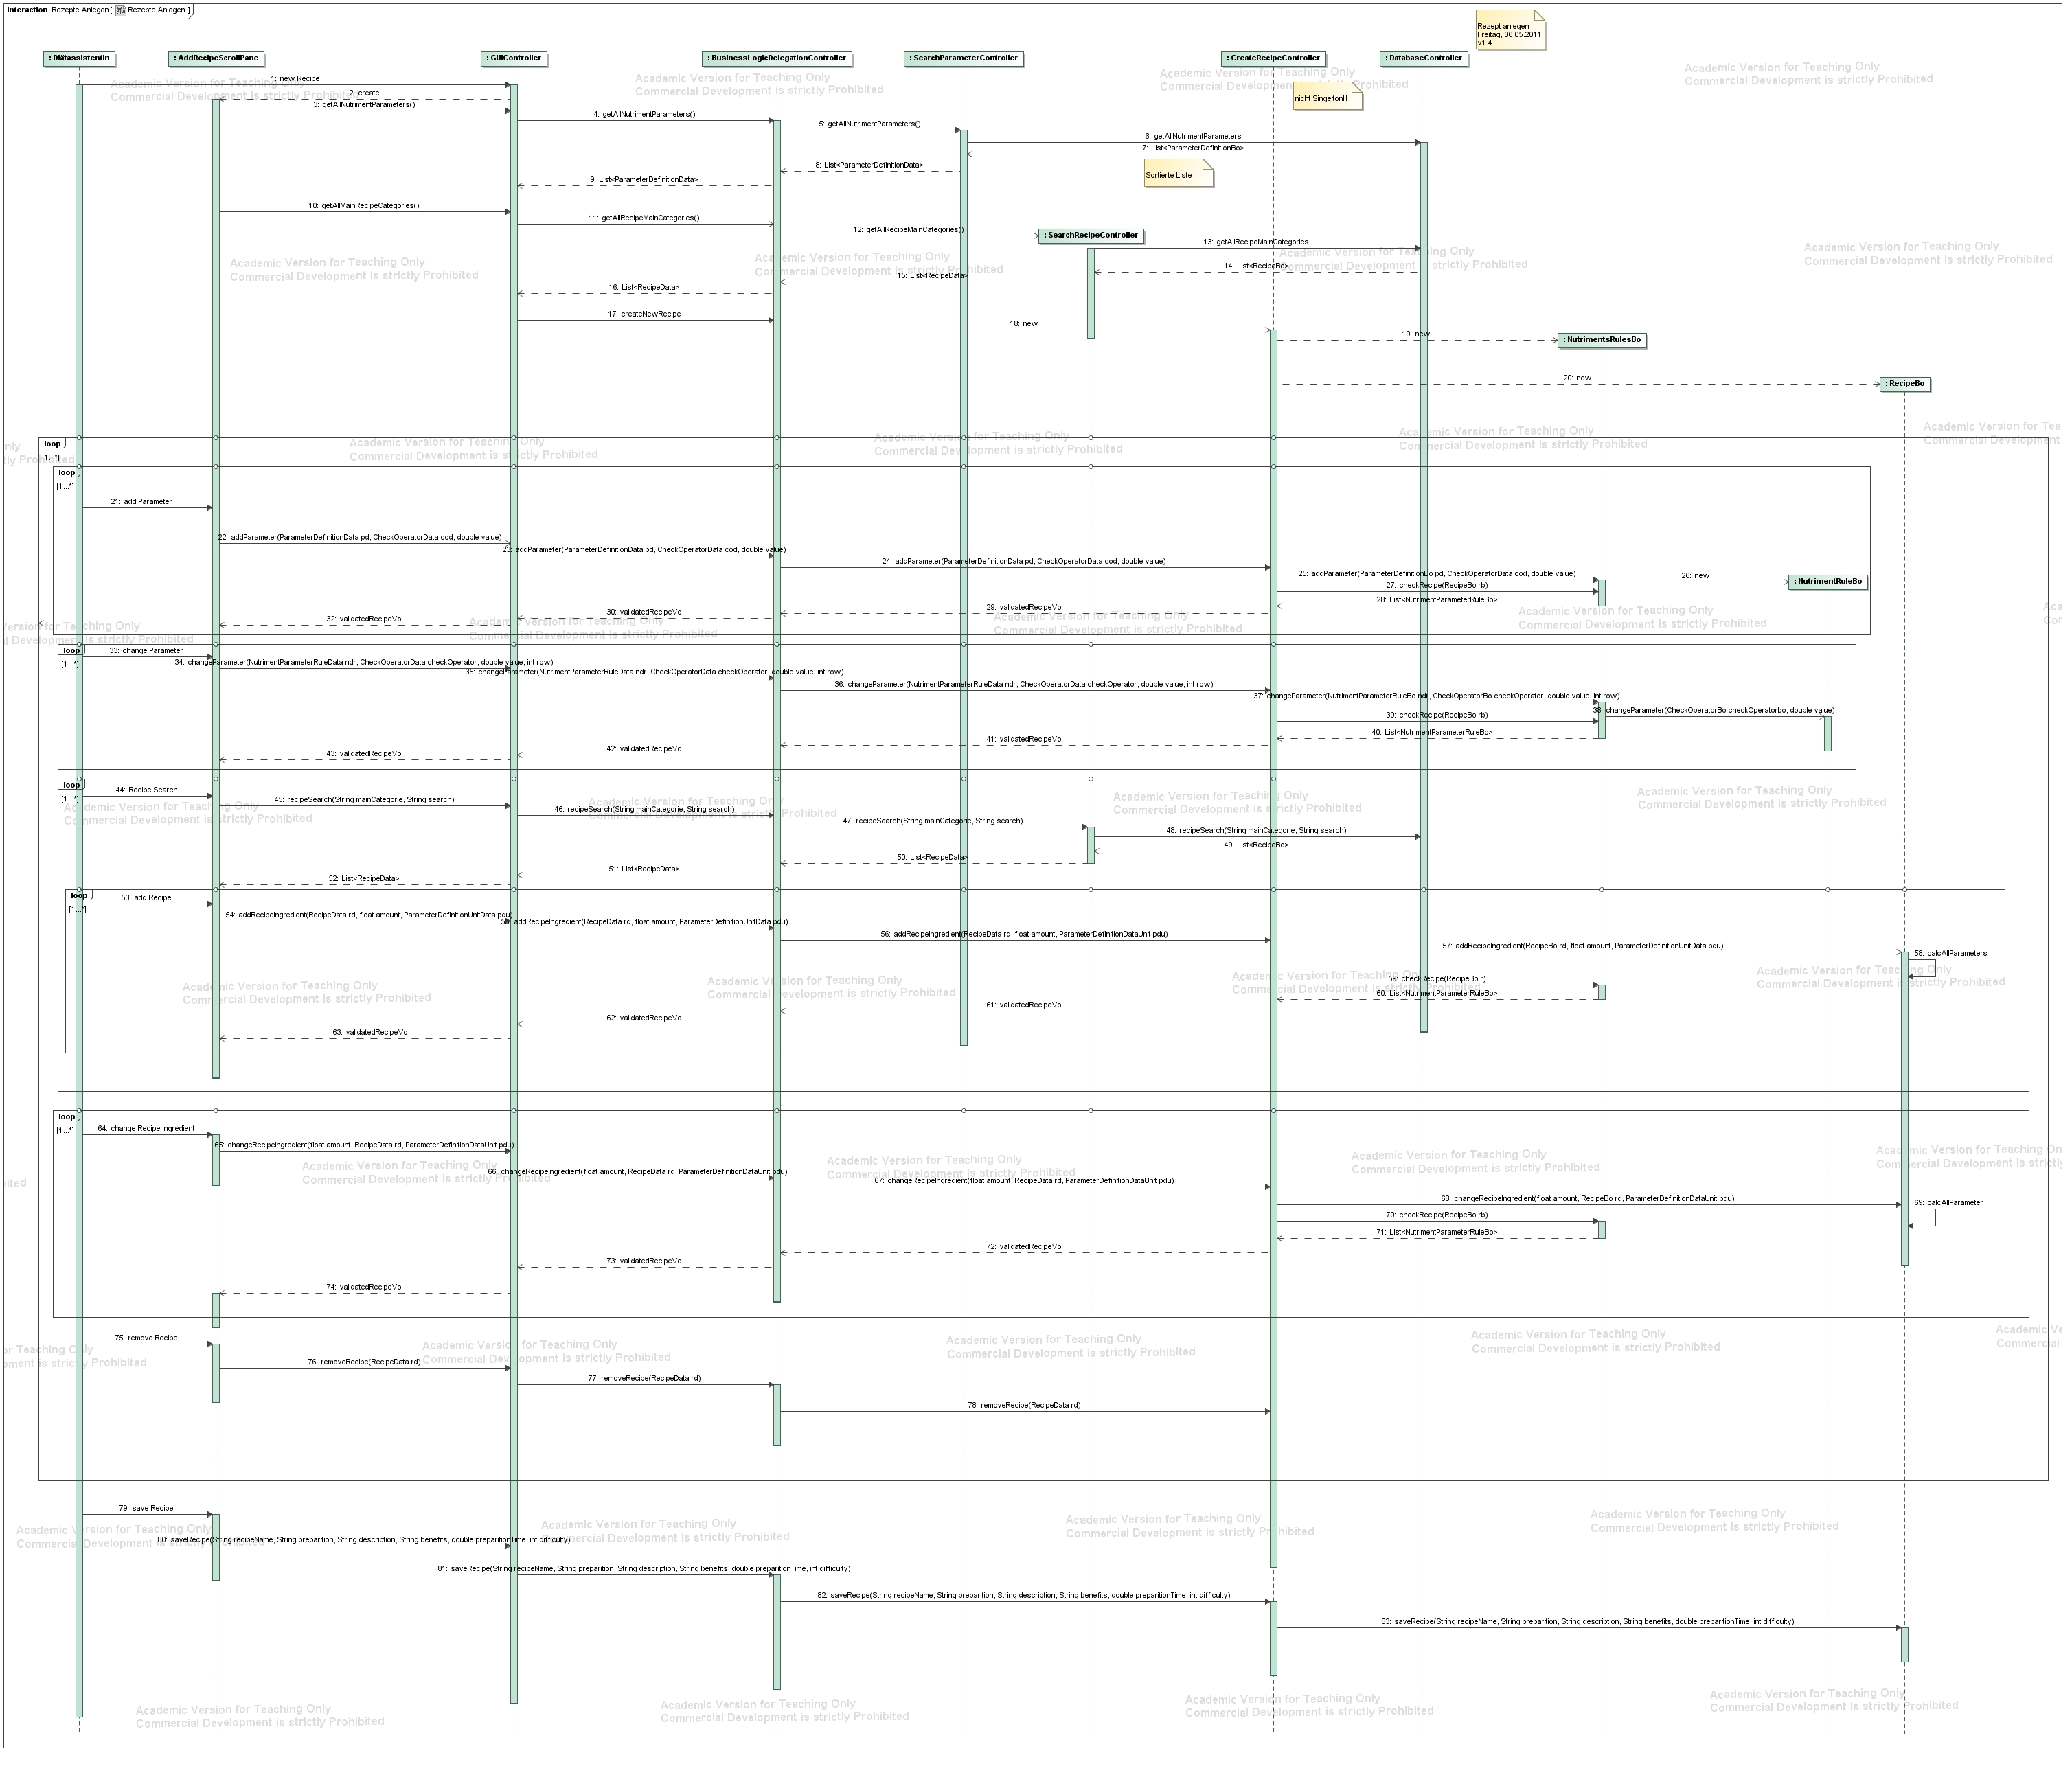 interaction Rezepte Anlegen[ Rezepte Anlegen ]
Rezept anlegen
Freitag, 06.05.2011
v1.4
: Diätassistentin
: AddRecipeScrollPane
: GUIController
: BusinessLogicDelegationController
: SearchParameterController
: CreateRecipeController
: DatabaseController
nicht Singelton!!!
1: new Recipe
2: create
3: getAllNutrimentParameters()
4: getAllNutrimentParameters()
5: getAllNutrimentParameters()
6: getAllNutrimentParameters
7: List<ParameterDefinitionBo>
8: List<ParameterDefinitionData>
Sortierte Liste
9: List<ParameterDefinitionData>
10: getAllMainRecipeCategories()
11: getAllRecipeMainCategories()
12: getAllRecipeMainCategories()
: SearchRecipeController
13: getAllRecipeMainCategories
14: List<RecipeBo>
15: List<RecipeData>
16: List<RecipeData>
17: createNewRecipe
18: new
19: new
: NutrimentsRulesBo
20: new
: RecipeBo
loop
[1...*]
loop
[1...*]
21: add Parameter
22: addParameter(ParameterDefinitionData pd, CheckOperatorData cod, double value)
23: addParameter(ParameterDefinitionData pd, CheckOperatorData cod, double value)
24: addParameter(ParameterDefinitionData pd, CheckOperatorData cod, double value)
25: addParameter(ParameterDefinitionBo pd, CheckOperatorData cod, double value)
26: new
: NutrimentRuleBo
27: checkRecipe(RecipeBo rb)
28: List<NutrimentParameterRuleBo>
29: validatedRecipeVo
30: validatedRecipeVo
32: validatedRecipeVo
loop
[1...*]
33: change Parameter
34: changeParameter(NutrimentParameterRuleData ndr, CheckOperatorData checkOperator, double value, int row)
35: changeParameter(NutrimentParameterRuleData ndr, CheckOperatorData checkOperator, double value, int row)
36: changeParameter(NutrimentParameterRuleData ndr, CheckOperatorData checkOperator, double value, int row)
37: changeParameter(NutrimentParameterRuleBo ndr, CheckOperatorBo checkOperator, double value, int row)
38: changeParameter(CheckOperatorBo checkOperatorbo, double value)
39: checkRecipe(RecipeBo rb)
40: List<NutrimentParameterRuleBo>
41: validatedRecipeVo
42: validatedRecipeVo
43: validatedRecipeVo
loop
[1...*]
44: Recipe Search
45: recipeSearch(String mainCategorie, String search)
46: recipeSearch(String mainCategorie, String search)
47: recipeSearch(String mainCategorie, String search)
48: recipeSearch(String mainCategorie, String search)
49: List<RecipeBo>
50: List<RecipeData>
51: List<RecipeData>
52: List<RecipeData>
loop
[1...*]
53: add Recipe
54: addRecipeIngredient(RecipeData rd, float amount, ParameterDefinitionUnitData pdu)
55: addRecipeIngredient(RecipeData rd, float amount, ParameterDefinitionUnitData pdu)
56: addRecipeIngredient(RecipeData rd, float amount, ParameterDefinitionDataUnit pdu)
57: addRecipeIngredient(RecipeBo rd, float amount, ParameterDefinitionUnitData pdu)
58: calcAllParameters
59: checkRecipe(RecipeBo r)
60: List<NutrimentParameterRuleBo>
61: validatedRecipeVo
62: validatedRecipeVo
63: validatedRecipeVo
loop
[1...*]
64: change Recipe Ingredient
65: changeRecipeIngredient(float amount, RecipeData rd, ParameterDefinitionDataUnit pdu)
66: changeRecipeIngredient(float amount, RecipeData rd, ParameterDefinitionDataUnit pdu)
67: changeRecipeIngredient(float amount, RecipeData rd, ParameterDefinitionDataUnit pdu)
68: changeRecipeIngredient(float amount, RecipeBo rd, ParameterDefinitionDataUnit pdu)
69: calcAllParameter
70: checkRecipe(RecipeBo rb)
71: List<NutrimentParameterRuleBo>
72: validatedRecipeVo
73: validatedRecipeVo
74: validatedRecipeVo
75: remove Recipe
76: removeRecipe(RecipeData rd)
77: removeRecipe(RecipeData rd)
78: removeRecipe(RecipeData rd)
79: save Recipe
80: saveRecipe(String recipeName, String preparition, String description, String benefits, double preparitionTime, int difficulty)
81: saveRecipe(String recipeName, String preparition, String description, String benefits, double preparitionTime, int difficulty)
82: saveRecipe(String recipeName, String preparition, String description, String benefits, double preparitionTime, int difficulty)
83: saveRecipe(String recipeName, String preparition, String description, String benefits, double preparitionTime, int difficulty)
Academic Version for Teaching Only
Commercial Development is strictly Prohibited